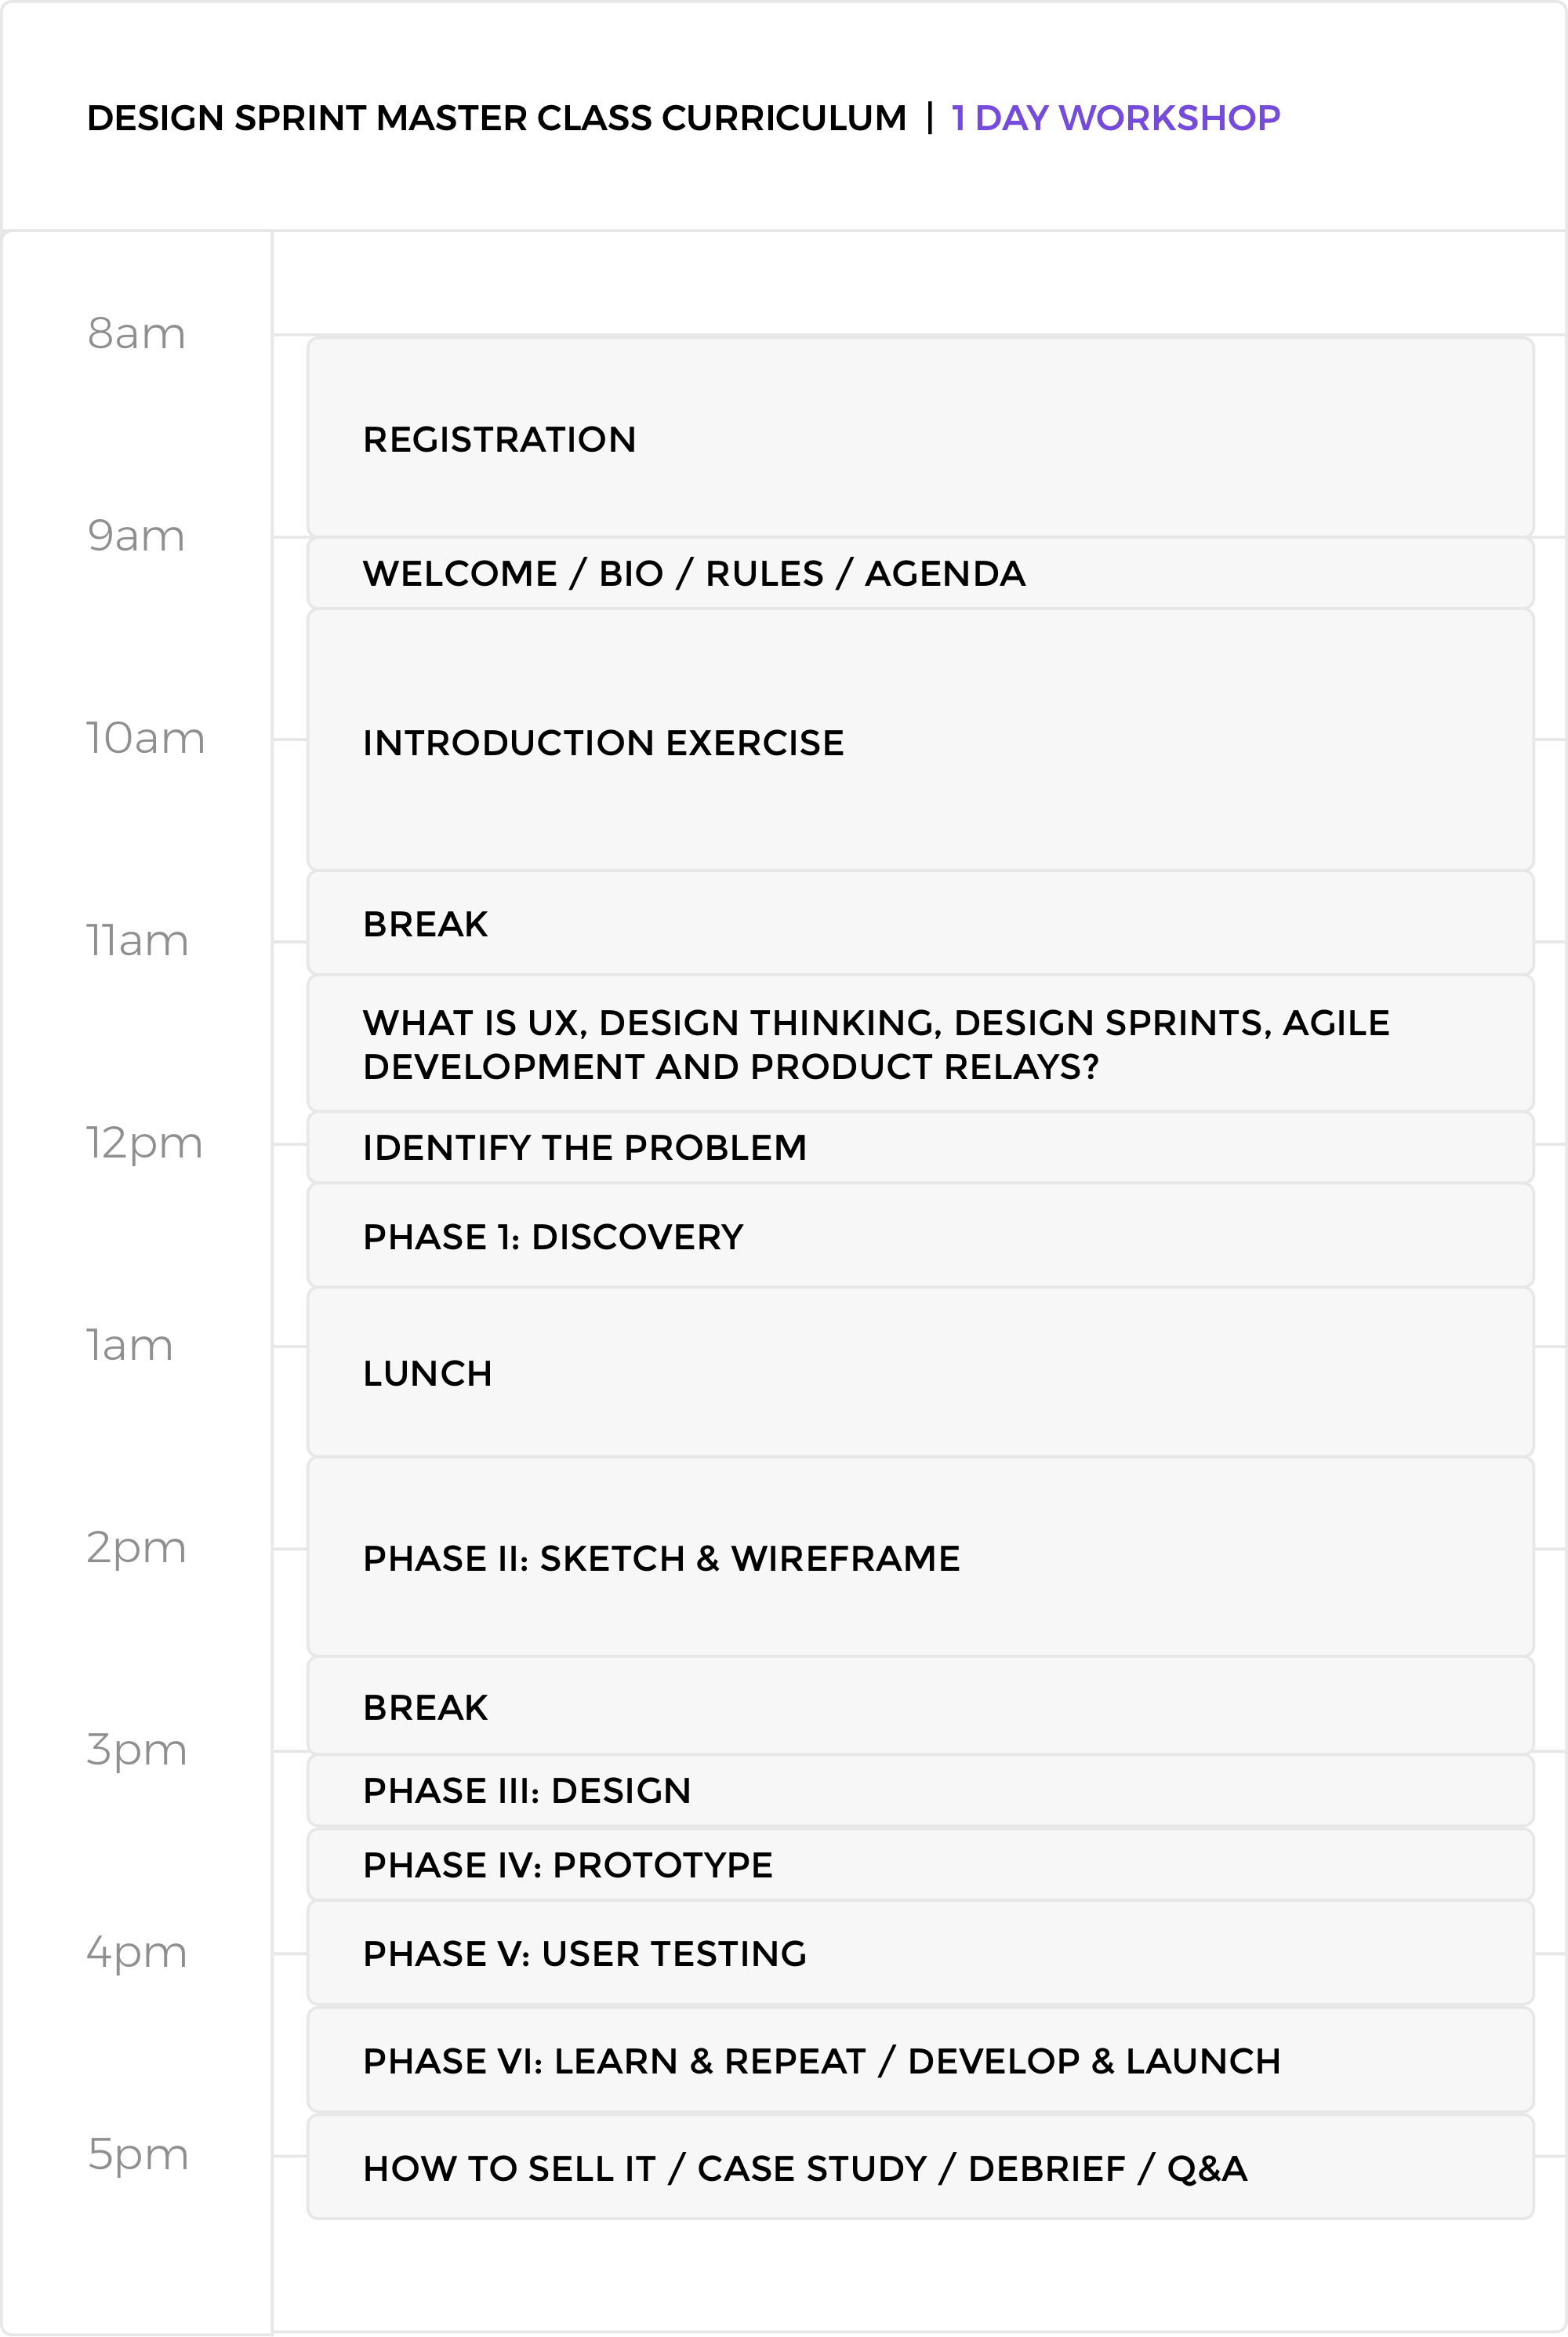 DESIGN SPRINT MASTER CLASS CURRICULUM | 1 DAY WORKSHOP
8am
REGISTRATION
9am
WELCOME / BIO / RULES / AGENDA
10am
INTRODUCTION EXERCISE
BREAK
11am
WHAT IS UX, DESIGN THINKING, DESIGN SPRINTS, AGILE
DEVELOPMENT AND PRODUCT RELAYS?
12pm
IDENTIFY THE PROBLEM
PHASE 1: DISCOVERY
1am
LUNCH
2pm
PHASE II: SKETCH & WIREFRAME
BREAK
3pm
PHASE III: DESIGN
PHASE IV: PROTOTYPE
4pm
PHASE V: USER TESTING
PHASE VI: LEARN & REPEAT / DEVELOP & LAUNCH
5pm
HOW TO SELL IT / CASE STUDY / DEBRIEF / Q&A